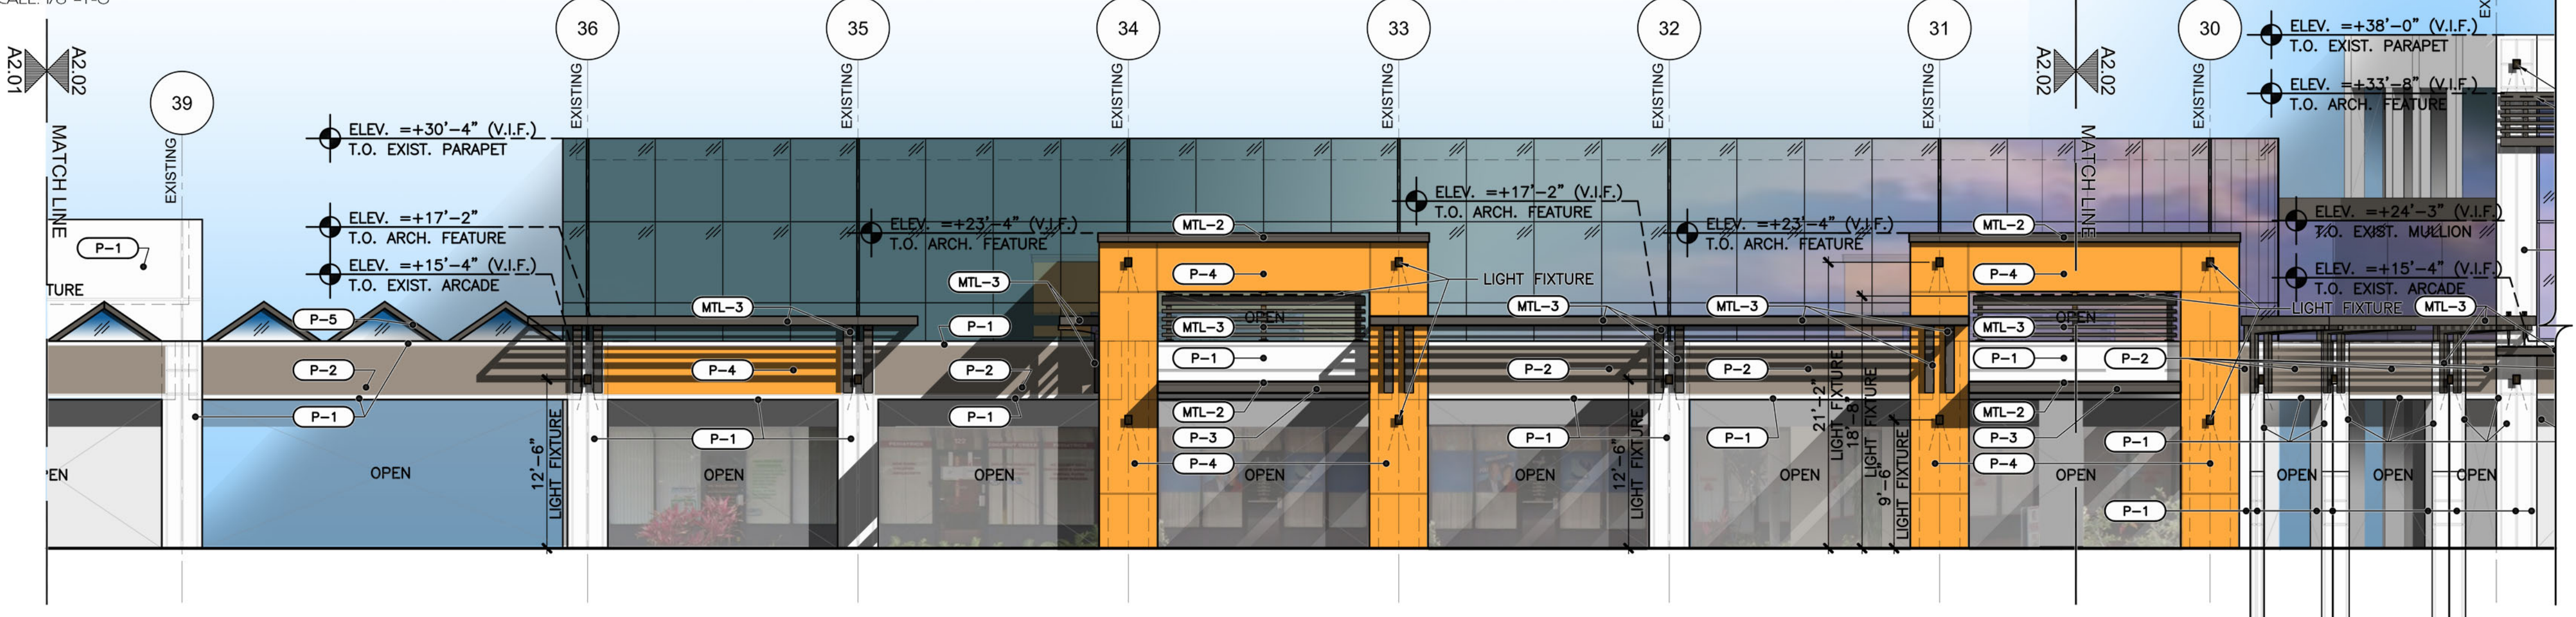 36
35
34
33
32
31
30
39
A2.01
A2.02
A2.02
A2.02
EXISTING
EXISTING
EXISTING
EXISTING
EXISTING
EXISTING
EXISTING
EXISTING
MATCH LINE
MATCH LINE
ELEV. =+38'-0" (V.I.F.)
T.O. EXIST. PARAPET
ELEV. =+33'-8" (V.I.F.)
T.O. ARCH. FEATURE
ELEV. =+30'-4" (V.I.F.)
T.O. EXIST. PARAPET
ELEV. =+17'-2"
T.O. ARCH. FEATURE
ELEV. =+15'-4" (V.I.F.)
T.O. EXIST. ARCADE
ELEV. =+23'-4" (V.I.F.)
T.O. ARCH. FEATURE
ELEV. =+17'-2" (V.I.F.)
T.O. ARCH. FEATURE
ELEV. =+23'-4" (V.I.F.)
T.O. ARCH. FEATURE
ELEV. =+24'-3" (V.I.F.)
T.O. EXIST. MULLION
ELEV. =+15'-4" (V.I.F.)
T.O. EXIST. ARCADE
P-1
TURE
P-5
P-2
P-1
MTL-3
P-4
P-1
MTL-3
P-1
P-2
P-1
MTL-2
P-4
OPEN
MTL-3
P-1
MTL-2
P-3
P-4
LIGHT FIXTURE
MTL-3
P-2
P-1
MTL-3
P-2
P-1
MTL-2
P-4
OPEN
MTL-3
P-1
MTL-2
P-3
P-4
LIGHT FIXTURE
MTL-3
P-2
P-1
P-1
12'-6"
LIGHT FIXTURE
12'-6"
LIGHT FIXTURE
21'-2"
LIGHT FIXTURE
18'-8"
LIGHT FIXTURE
9'-6"
LIGHT FIXTURE
PEN
OPEN
OPEN
OPEN
OPEN
OPEN
OPEN
OPEN
OPEN
OPEN
OPEN